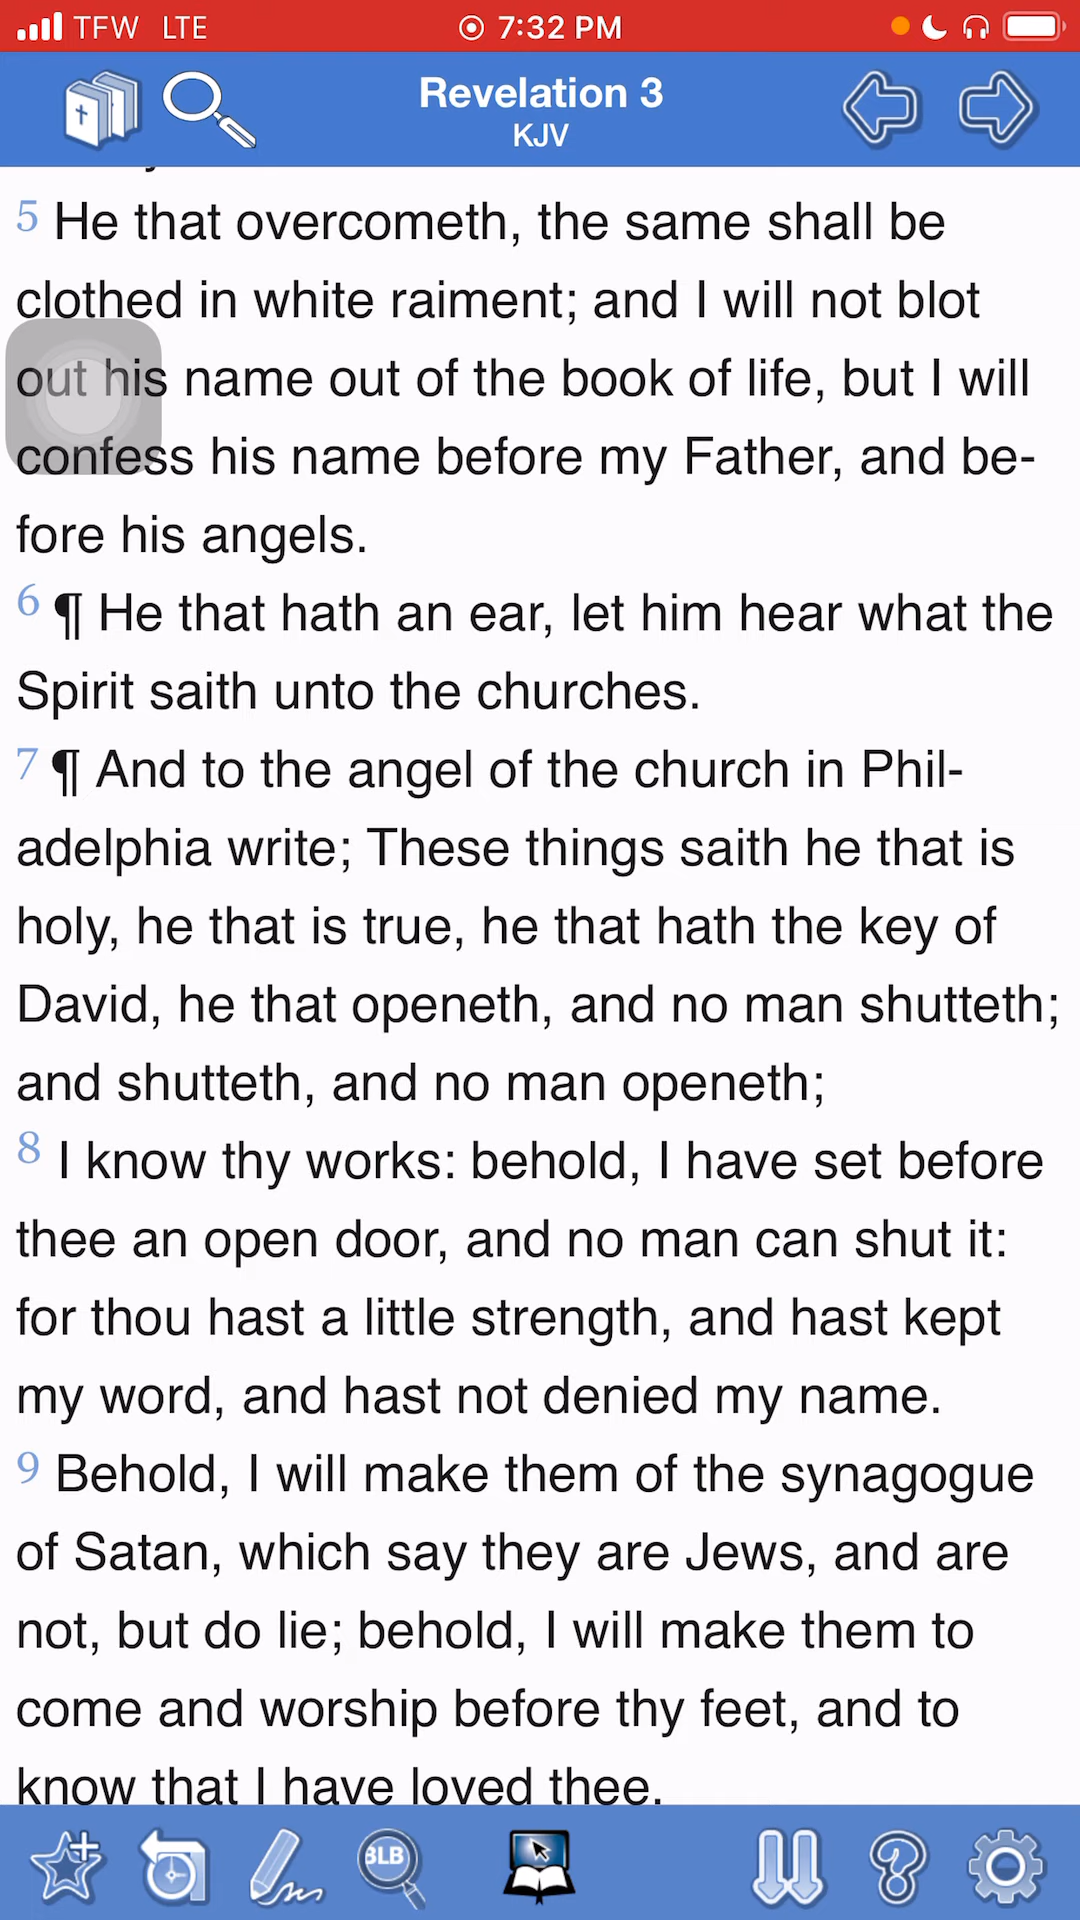 TFW LTE 7:32 PM
Revelation 3
KJV
5 He that overcometh, the same shall be
clothed in white raiment; and I will not blot
out his name out of the book of life, but I will
confess his name before my Father, and be-
fore his angels.
6 ¶ He that hath an ear, let him hear what the
Spirit saith unto the churches.
7 ¶ And to the angel of the church in Phil-
adelphia write; These things saith he that is
holy, he that is true, he that hath the key of
David, he that openeth, and no man shutteth;
and shutteth, and no man openeth;
8 I know thy works: behold, I have set before
thee an open door, and no man can shut it:
for thou hast a little strength, and hast kept
my word, and hast not denied my name.
9 Behold, I will make them of the synagogue
of Satan, which say they are Jews, and are
not, but do lie; behold, I will make them to
come and worship before thy feet, and to
know that I have loved thee.
BLB